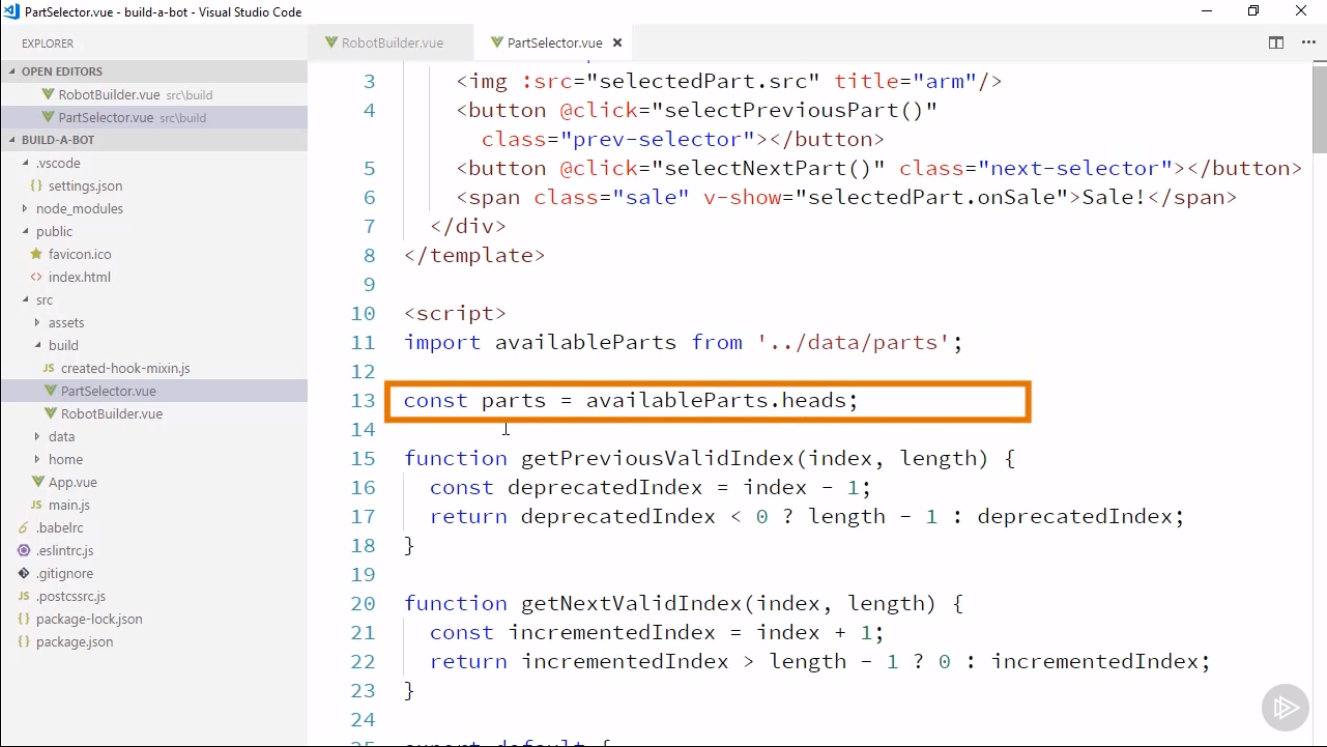 PartSelector.vue - build-a-bot - Visual Studio Code
EXPLORER
OPEN EDITORS
RobotBuilder.vue src\build
PartSelector.vue src\build
BUILD-A-BOT
.vscode
{} settings.json
node_modules
public
favicon.ico
<> index.html
src
assets
build
JS created-hook-mixin.js
PartSelector.vue
RobotBuilder.vue
data
home
App.vue
JS main.js
.babelrc
.eslintrc.js
.gitignore
JS .postcssrc.js
{} package-lock.json
{} package.json
RobotBuilder.vue
PartSelector.vue
3 <img :src="selectedPart.src" title="arm"/>
4 <button @click="selectPreviousPart()"
class="prev-selector"></button>
5 <button @click="selectNextPart()" class="next-selector"></button>
6 <span class="sale" v-show="selectedPart.onSale">Sale!</span>
7 </div>
8 </template>
9
10 <script>
11 import availableParts from '../data/parts';
12
13 const parts = availableParts.heads;
14
15 function getPreviousValidIndex(index, length) {
16 const deprecatedIndex = index - 1;
17 return deprecatedIndex < 0 ? length - 1 : deprecatedIndex;
18 }
19
20 function getNextValidIndex(index, length) {
21 const incrementedIndex = index + 1;
22 return incrementedIndex > length - 1 ? 0 : incrementedIndex;
23 }
24
25 export default {